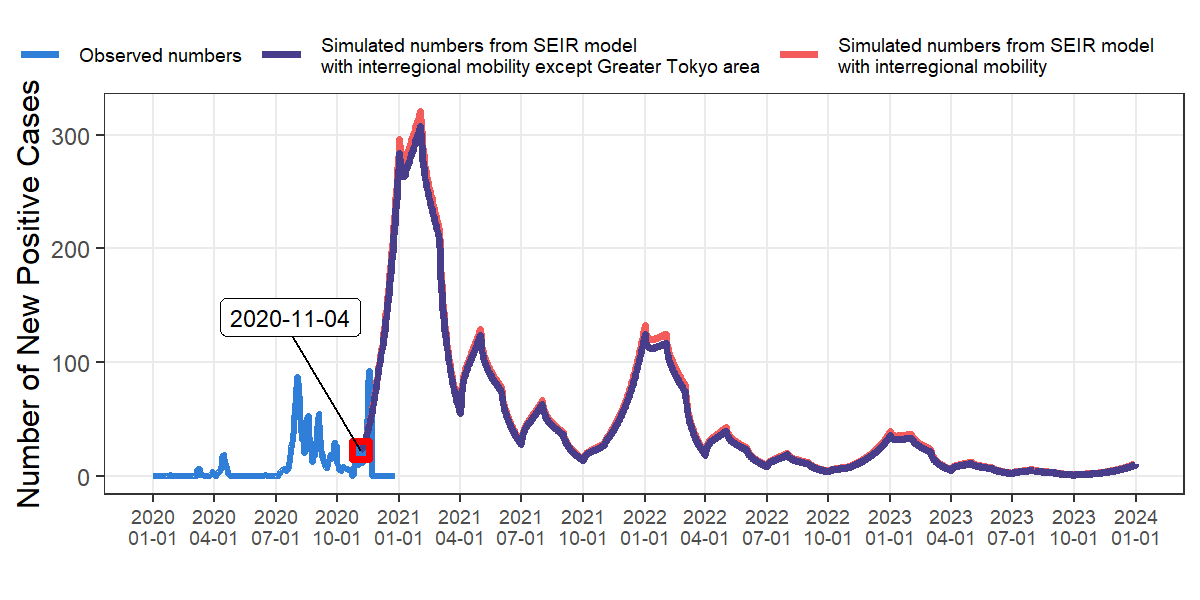 Observed numbers
Simulated numbers from SEIR model
with interregional mobility except Greater Tokyo area
Simulated numbers from SEIR model
with interregional mobility
Number of New Positive Cases
300
200
100
0
2020-11-04
2020 2020 2020 2020 2021 2021 2021 2021 2022 2022 2022 2022 2023 2023 2023 2023 2024
01-01 04-01 07-01 10-01 01-01 04-01 07-01 10-01 01-01 04-01 07-01 10-01 01-01 04-01 07-01 10-01 01-01